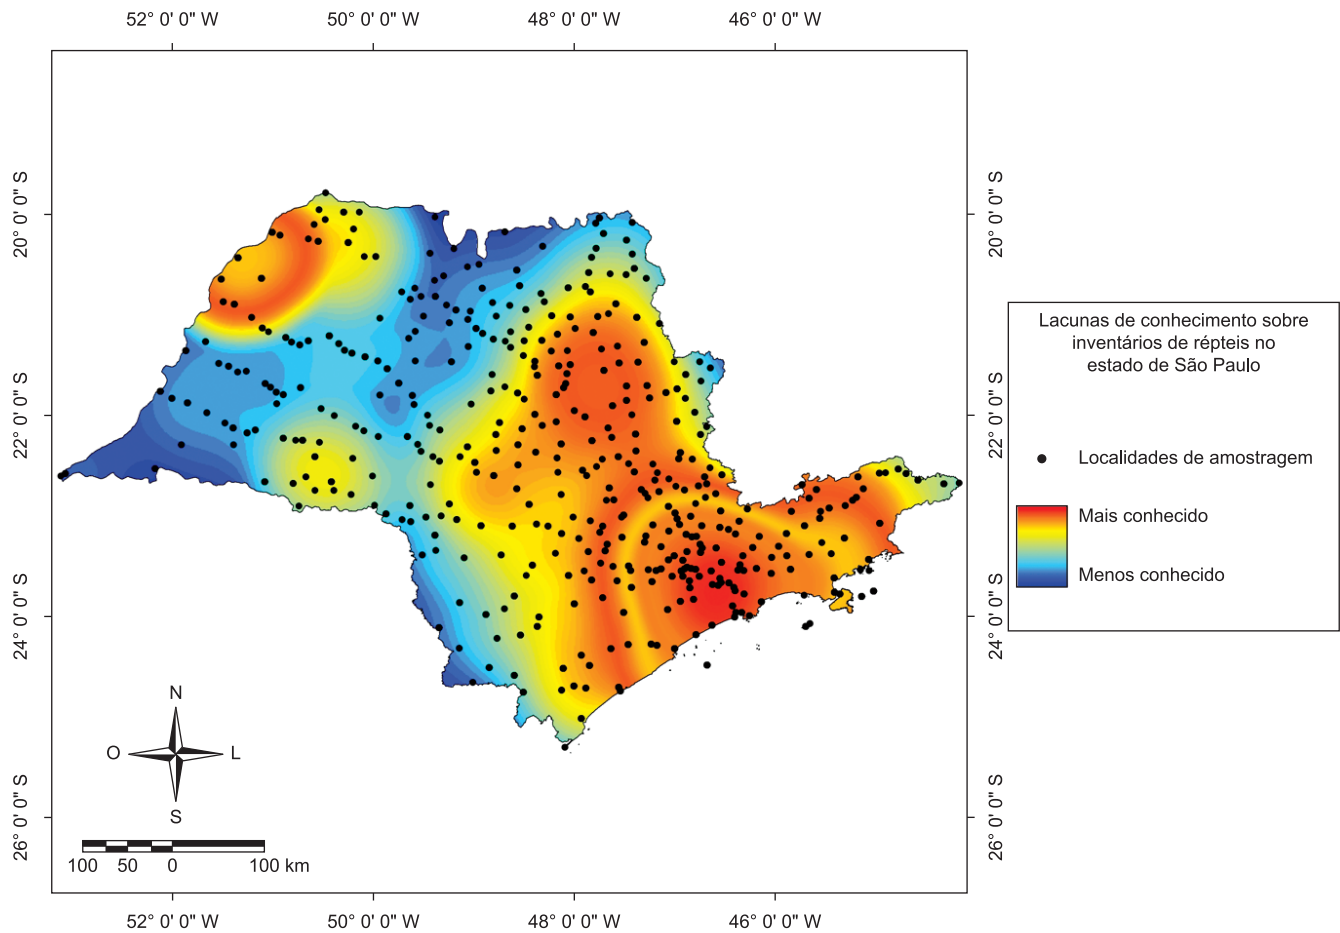 52° 0' 0" W
50° 0' 0" W
48° 0' 0" W
46° 0' 0" W
20° 0' 0" S
22° 0' 0" S
24° 0' 0" S
26° 0' 0" S
20° 0' 0" S
22° 0' 0" S
24° 0' 0" S
26° 0' 0" S
Lacunas de conhecimento sobre
inventários de répteis no
estado de São Paulo
Localidades de amostragem
Mais conhecido
Menos conhecido
N
O
L
S
100 50 0 100 km
52° 0' 0" W
50° 0' 0" W
48° 0' 0" W
46° 0' 0" W